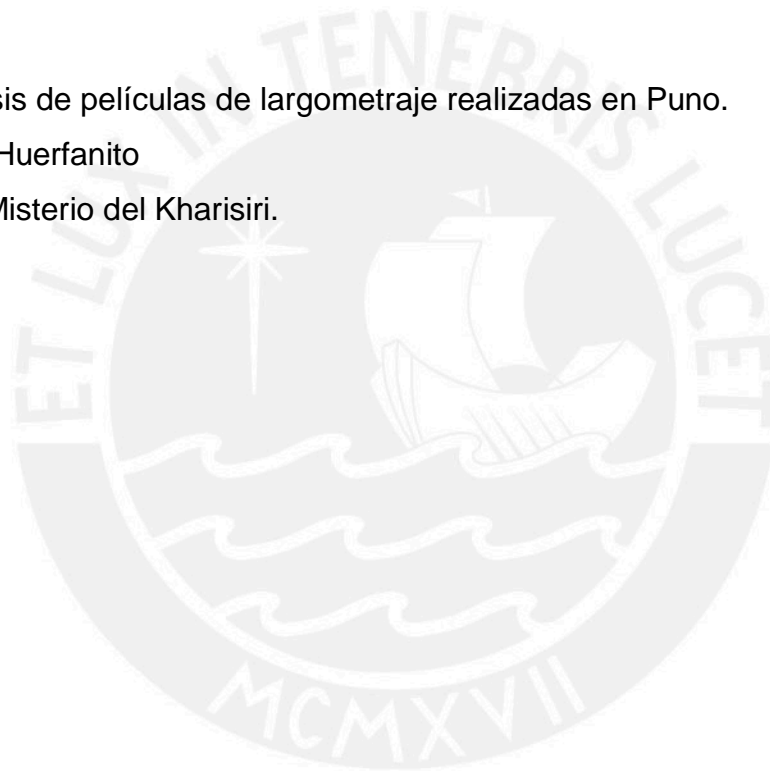 sis de películas de largometraje realizadas en Puno.
Huerfanito
Misterio del Kharisiri.
ET LUX IN TENEBRIS LUCET
MCMXVII